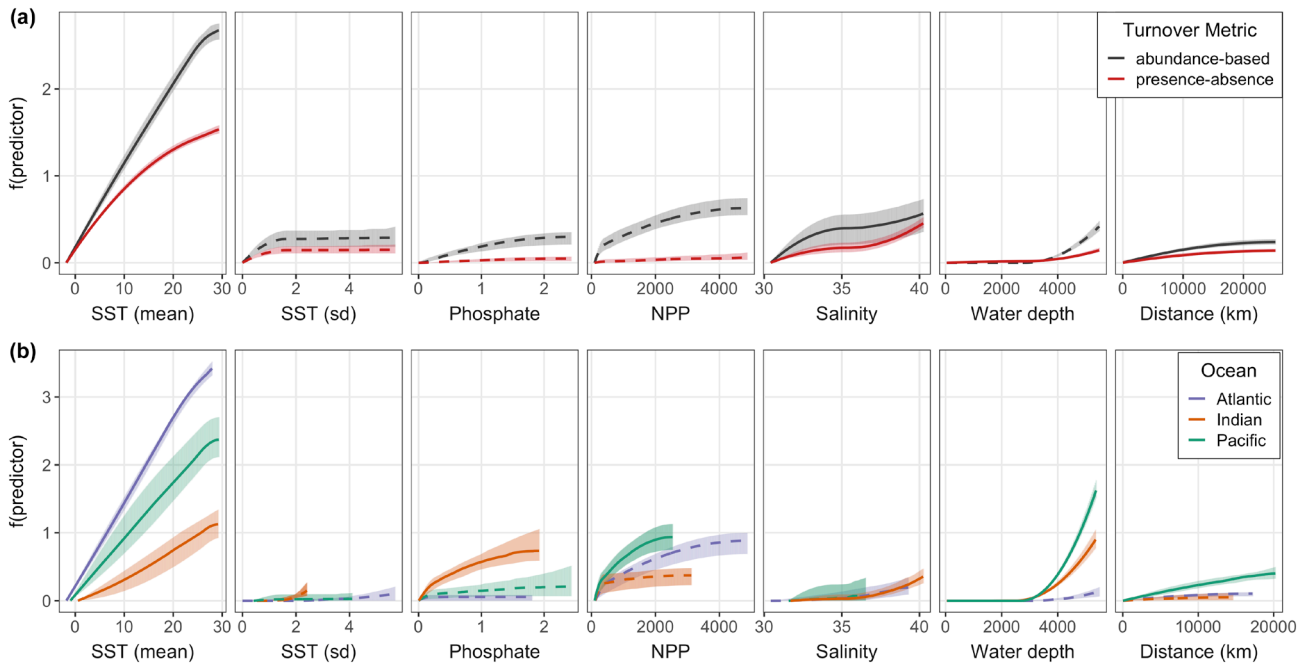 (a)
f(predictor)
0 1 2
Turnover Metric
abundance-based
presence-absence
0 10 20 30
SST (mean)
0 2 4
SST (sd)
0 1 2
Phosphate
0 2000 4000
NPP
30 35 40
Salinity
0 2000 4000
Water depth
0 10000 20000
Distance (km)
(b)
f(predictor)
0 1 2 3
Ocean
Atlantic
Indian
Pacific
0 10 20 30
SST (mean)
0 2 4
SST (sd)
0 1 2
Phosphate
0 2000 4000
NPP
30 35 40
Salinity
0 2000 4000
Water depth
0 10000 20000
Distance (km)